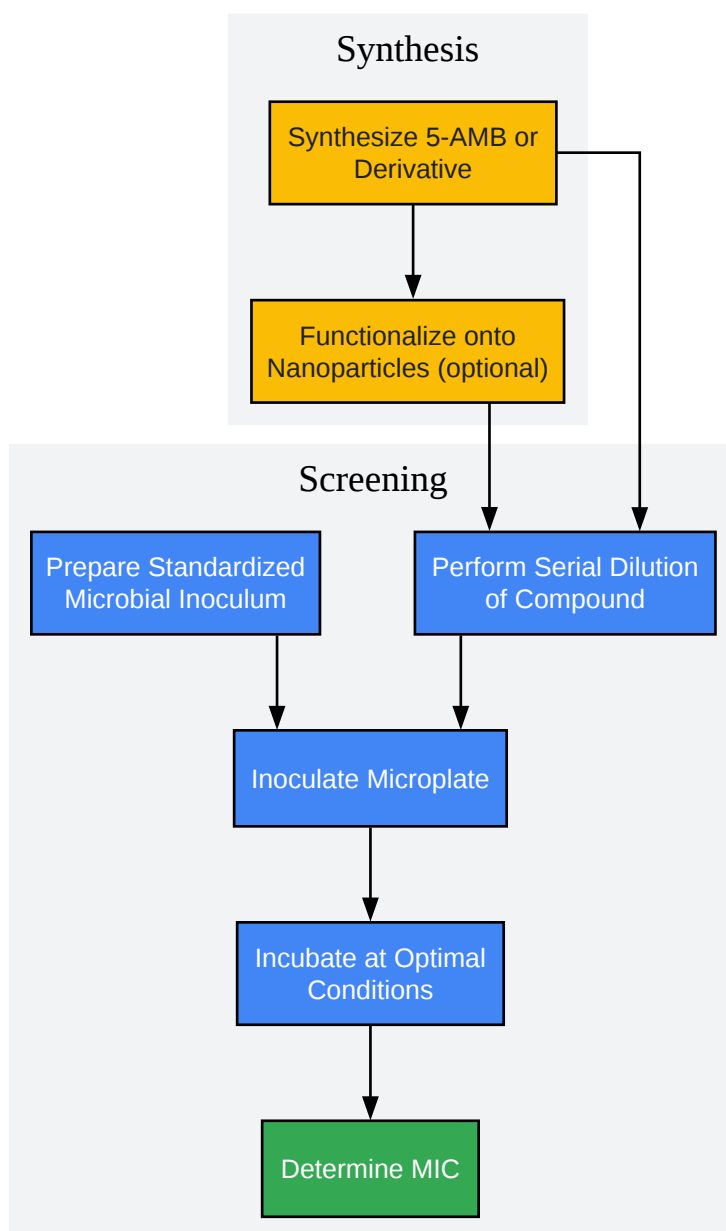 Synthesis
Synthesize 5-AMB or
Derivative
Functionalize onto
Nanoparticles (optional)
Screening
Prepare Standardized
Microbial Inoculum
Perform Serial Dilution
of Compound
Inoculate Microplate
Incubate at Optimal
Conditions
Determine MIC